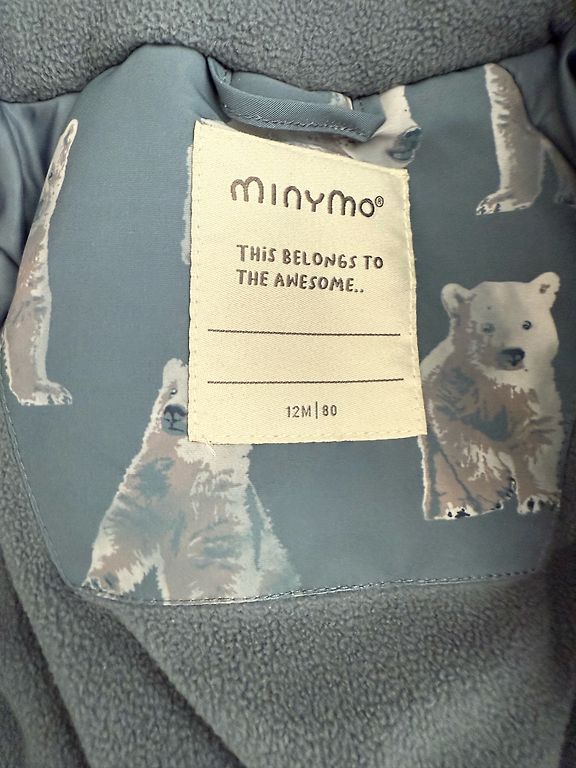 minymo®
THiS BELONGS TO
THE AWESOME..
12M|80